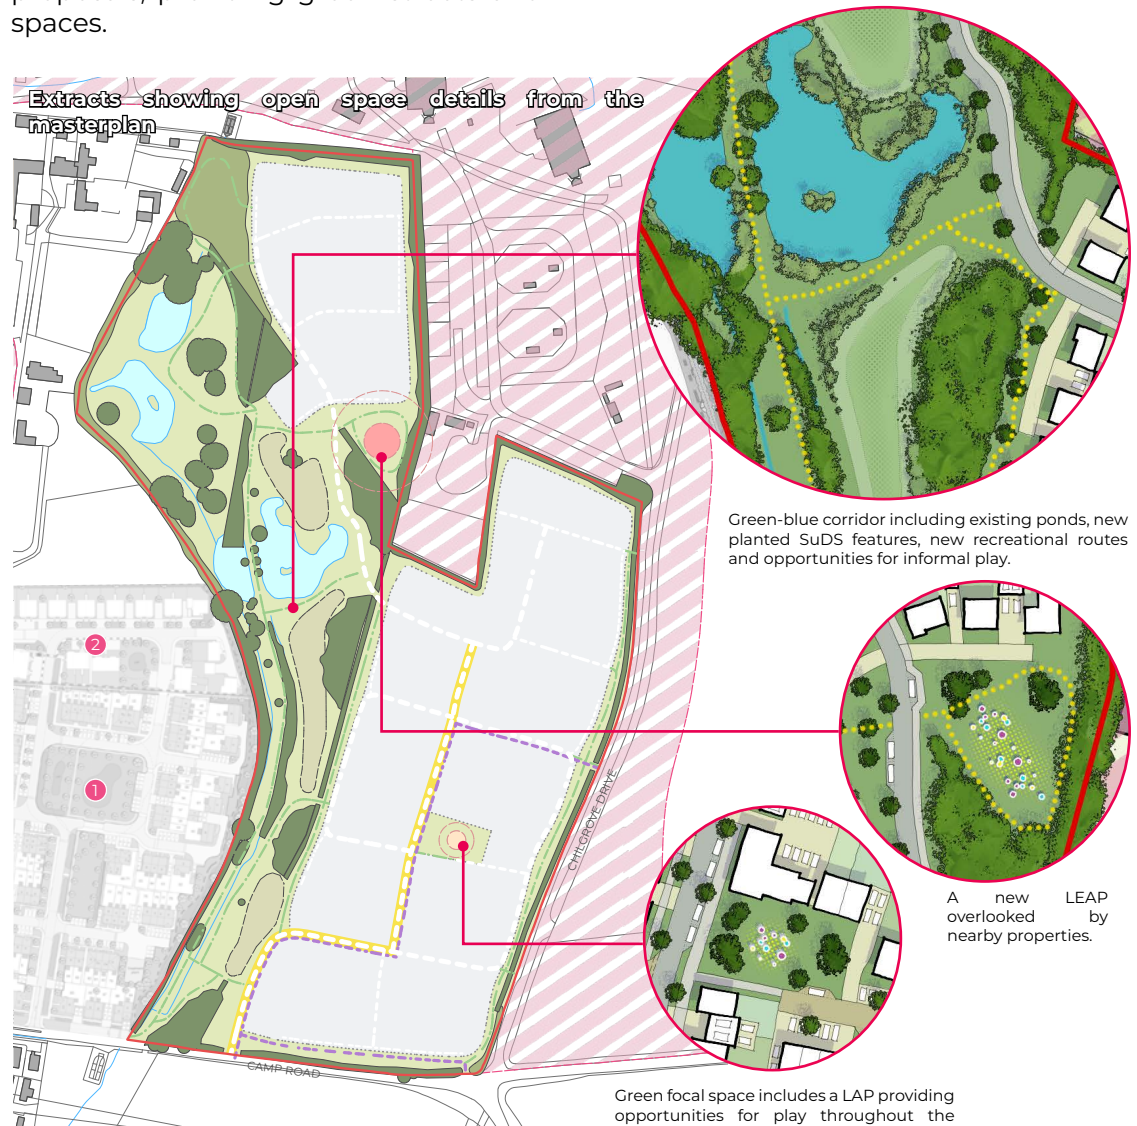 spaces.
Extracts showing open space details from the
masterplan
Green-blue corridor including existing ponds, new
planted SuDS features, new recreational routes
and opportunities for informal play.
2
1
CHILGROVE DRIVE
A new LEAP
overlooked by
nearby properties.
CAMP ROAD
Green focal space includes a LAP providing
opportunities for play throughout the